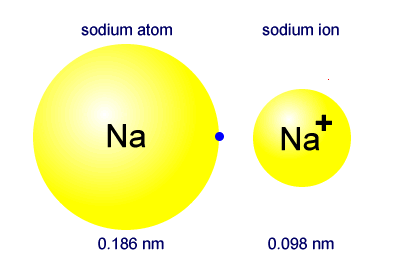 sodium atom
sodium ion
Na
Na+
0.186 nm
0.098 nm